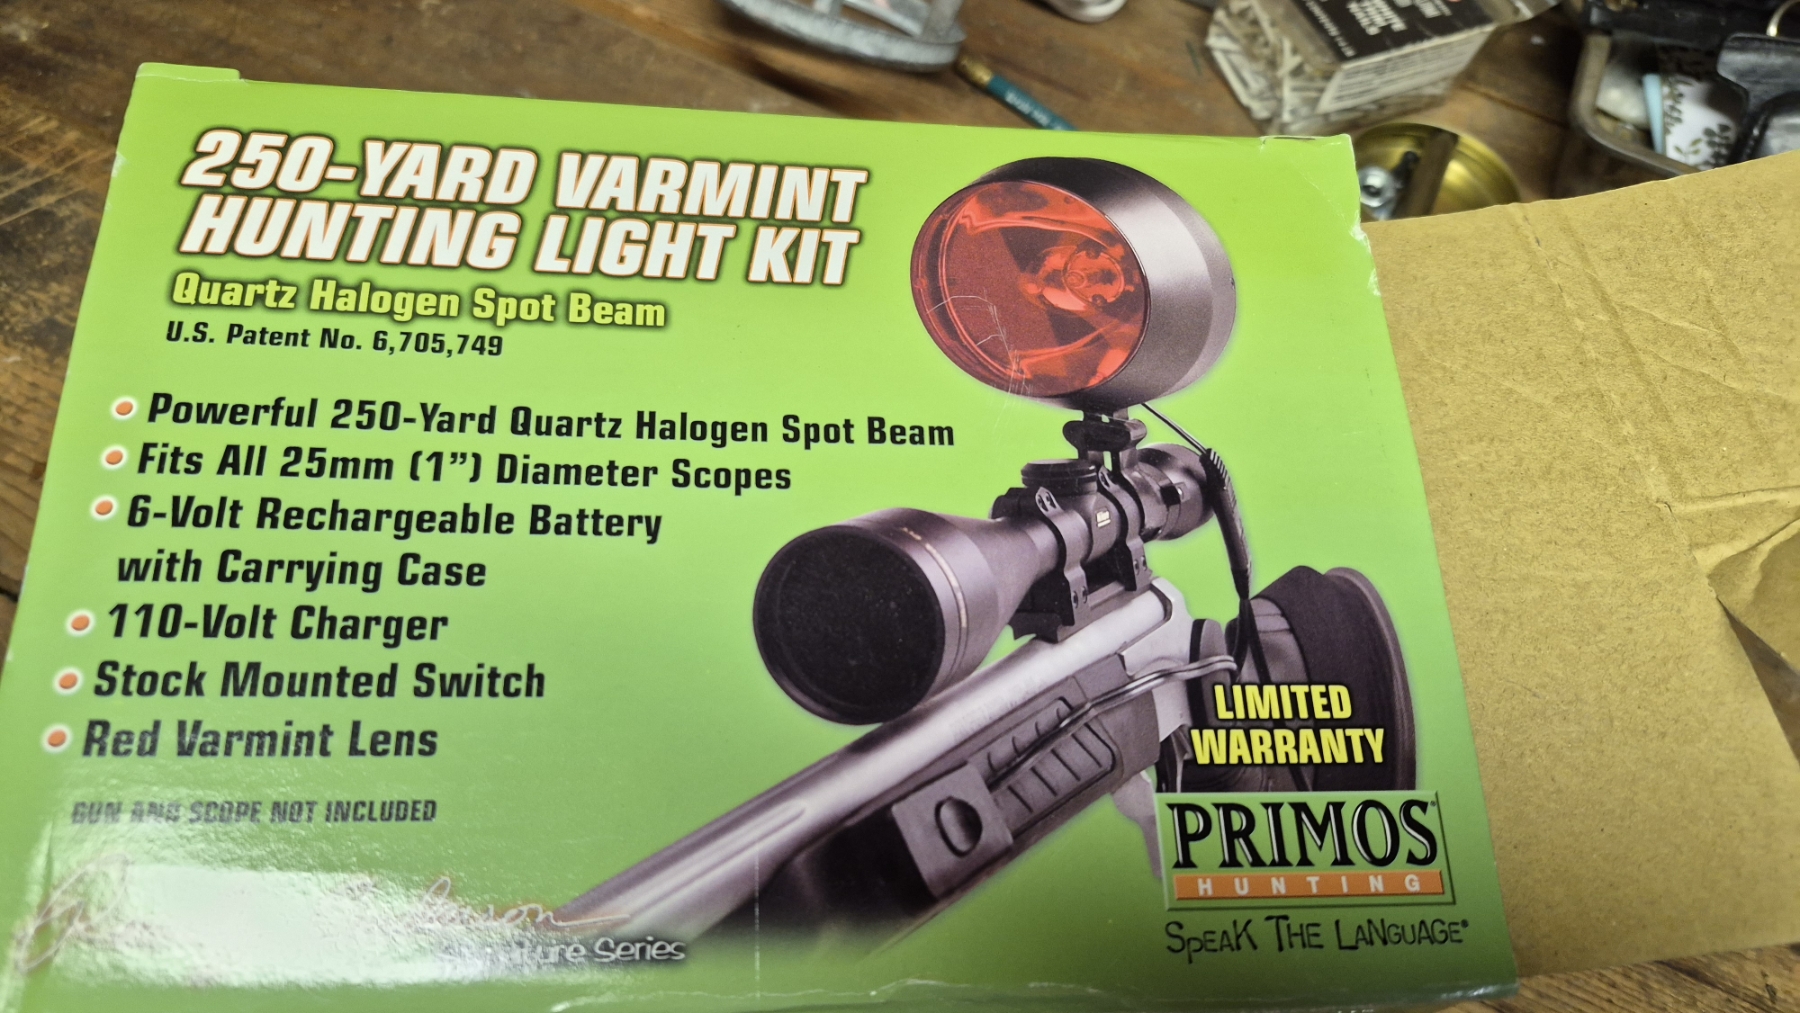 250-YARD VARMINT
HUNTING LIGHT KIT
Quartz Halogen Spot Beam
U.S. Patent No. 6,705,749
Powerful 250-Yard Quartz Halogen Spot Beam
Fits All 25mm (1”) Diameter Scopes
6-Volt Rechargeable Battery
with Carrying Case
110-Volt Charger
Stock Mounted Switch
Red Varmint Lens
GUN AND SCOPE NOT INCLUDED
Signature Series
LIMITED
WARRANTY
PRIMOS®
HUNTING
SPEAK THE LANGUAGE®